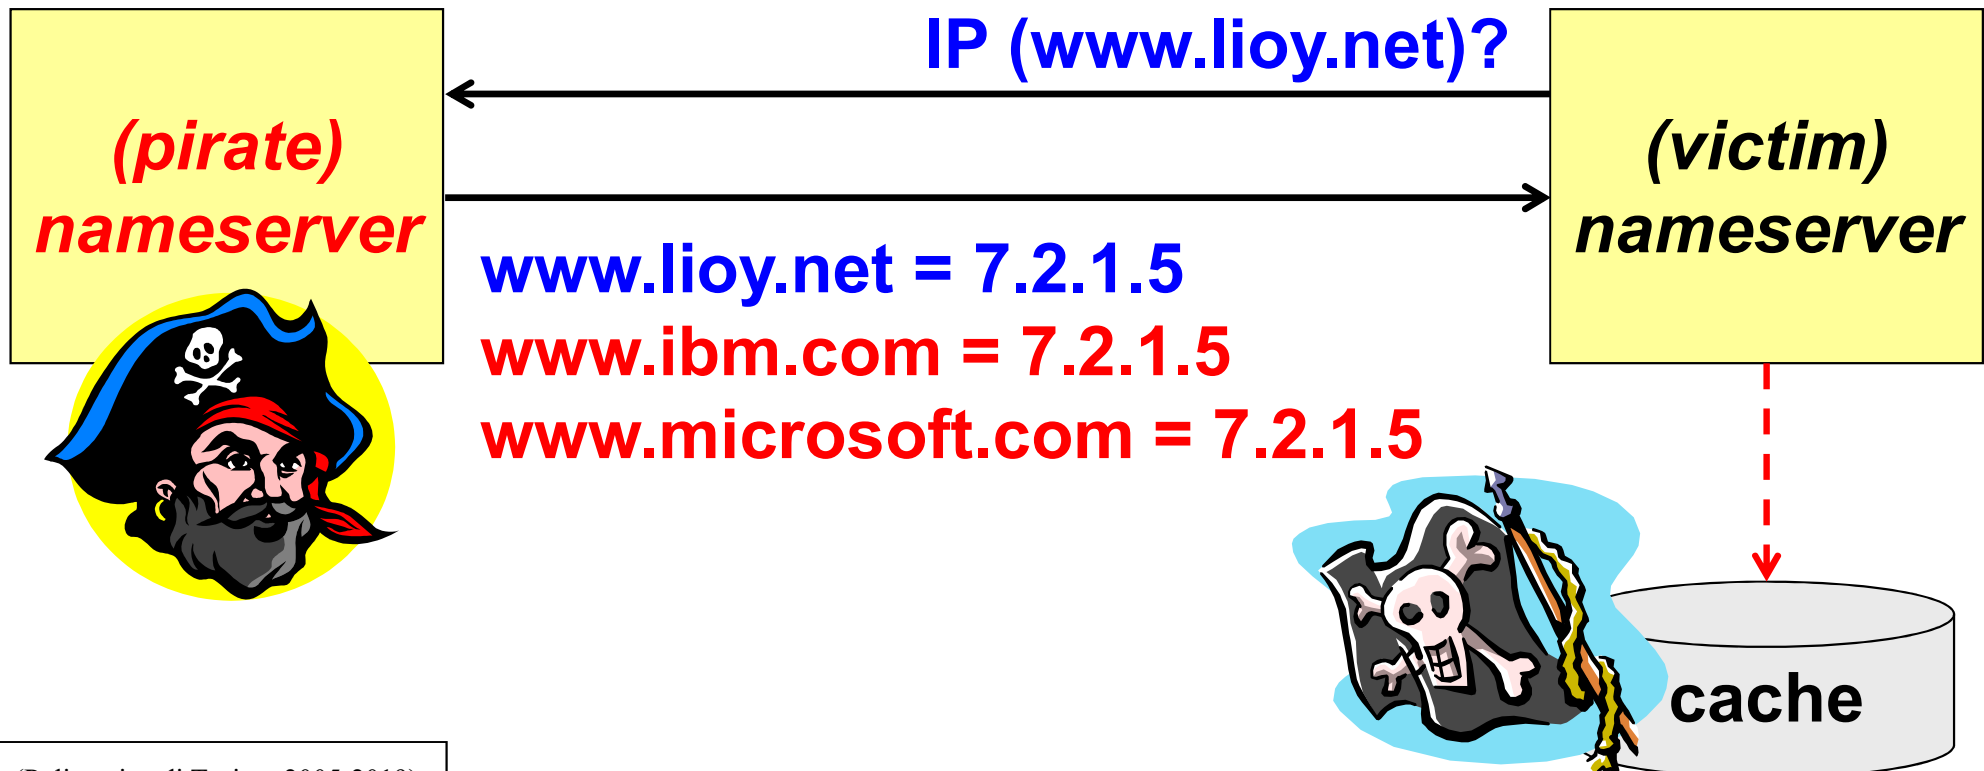 IP (www.lioy.net)?
(pirate)
nameserver
(victim)
nameserver
www.lioy.net = 7.2.1.5
www.ibm.com = 7.2.1.5
www.microsoft.com = 7.2.1.5
cache